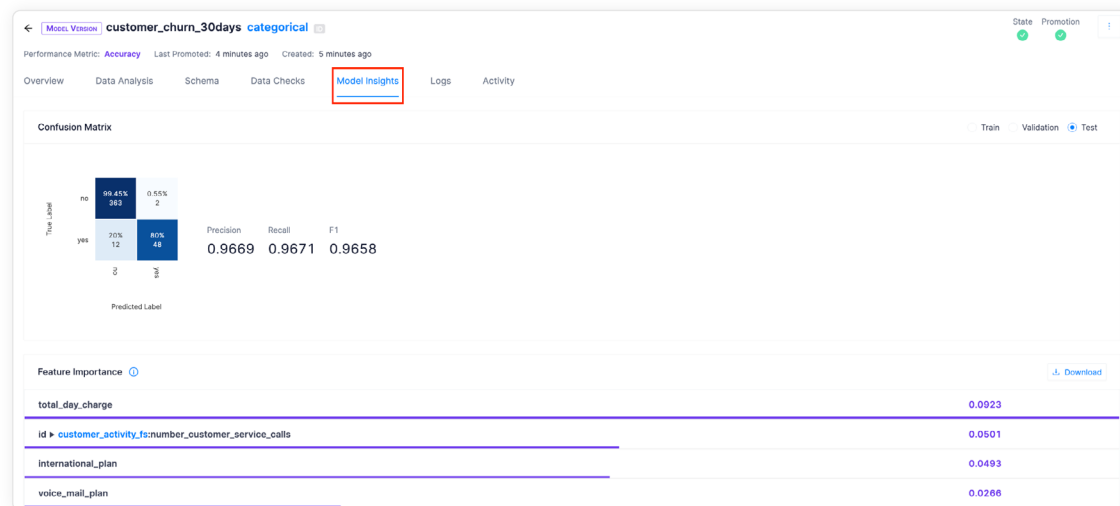 ← MODEL VERSION customer_churn_30days categorical
State Promotion
Performance Metric: Accuracy Last Promoted: 4 minutes ago Created: 5 minutes ago
Overview Data Analysis Schema Data Checks Model Insights Logs Activity
Confusion Matrix
Train Validation Test
True Label
no 99.45% 0.55%
363 2
yes 20% 80%
12 48
no yes
Predicted Label
Precision Recall F1
0.9669 0.9671 0.9658
Feature Importance
Download
total_day_charge 0.0923
id ▸ customer_activity_fs:number_customer_service_calls 0.0501
international_plan 0.0493
voice_mail_plan 0.0266